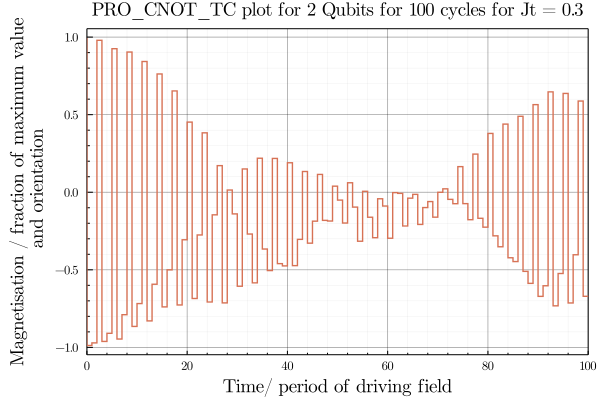 PRO_CNOT_TC plot for 2 Qubits for 100 cycles for Jt = 0.3
Magnetisation / fraction of maximum value
and orientation
1.0
0.5
0.0
−0.5
−1.0
0 20 40 60 80 100
Time/ period of driving field